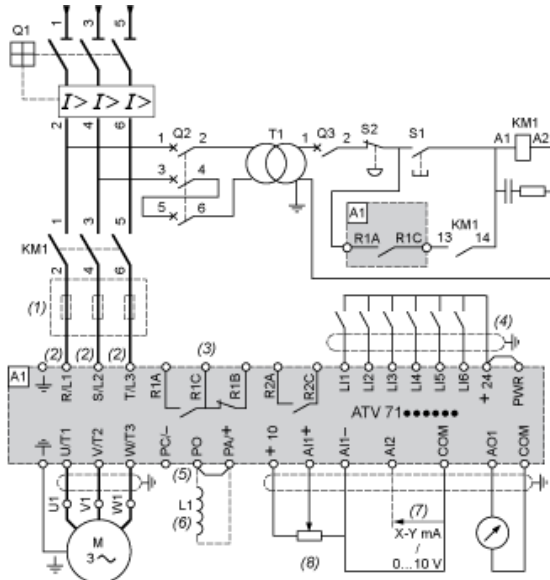 1 3 5
Q1
I> I> I>
2 4 6
1 Q2 2 T1 1 Q3 2 S2 S1 KM1
A1 A2
3 4
5 6
A1
R1A R1C 13 KM1 14
1 3 5
KM1
2 4 6
(1)
(2) (2) (2) (3) (4)
A1
R/L1 S/L2 T/L3 R1A R1C R1B R2A R2C LI1 LI2 LI3 LI4 LI5 LI6 + 24 PWR
ATV 71●●●●●●
U/T1 V/T2 W/T3 PC/– PO PA/+ + 10 AI1+ AI1– AI2 COM AO1 COM
(5)
U1 V1 W1
L1
(6)
(7)
X-Y mA
/
0...10 V
(8)
M
3 ~